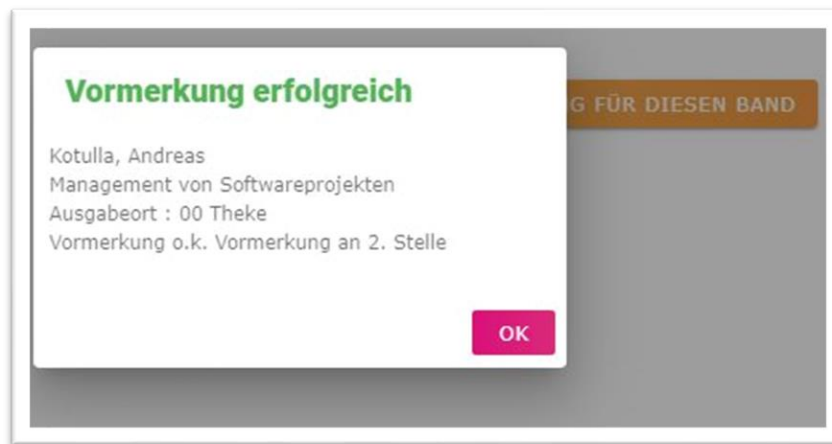 Vormerkung erfolgreich
G FÜR DIESEN BAND
Kotulla, Andreas
Management von Softwareprojekten
Ausgabeort : 00 Theke
Vormerkung o.k. Vormerkung an 2. Stelle
OK